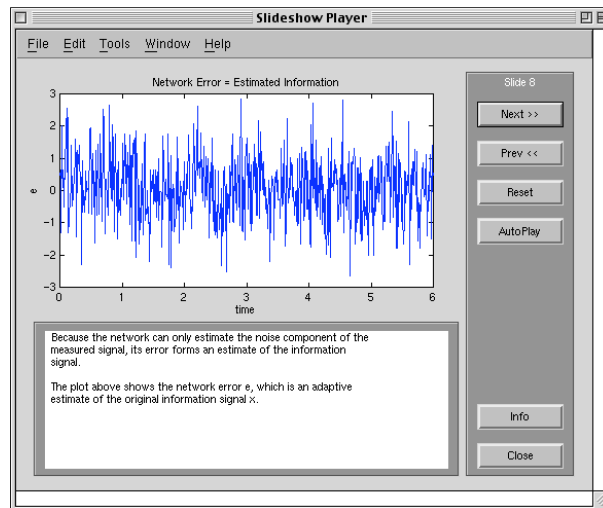 Slideshow Player
File Edit Tools Window Help
Network Error = Estimated Information
3
2
1
0
-1
-2
-3
e
0 1 2 3 4 5 6
time
Because the network can only estimate the noise component of the
measured signal, its error forms an estimate of the information
signal.
The plot above shows the network error e, which is an adaptive
estimate of the original information signal x.
Slide 8
Next >>
Prev <<
Reset
AutoPlay
Info
Close